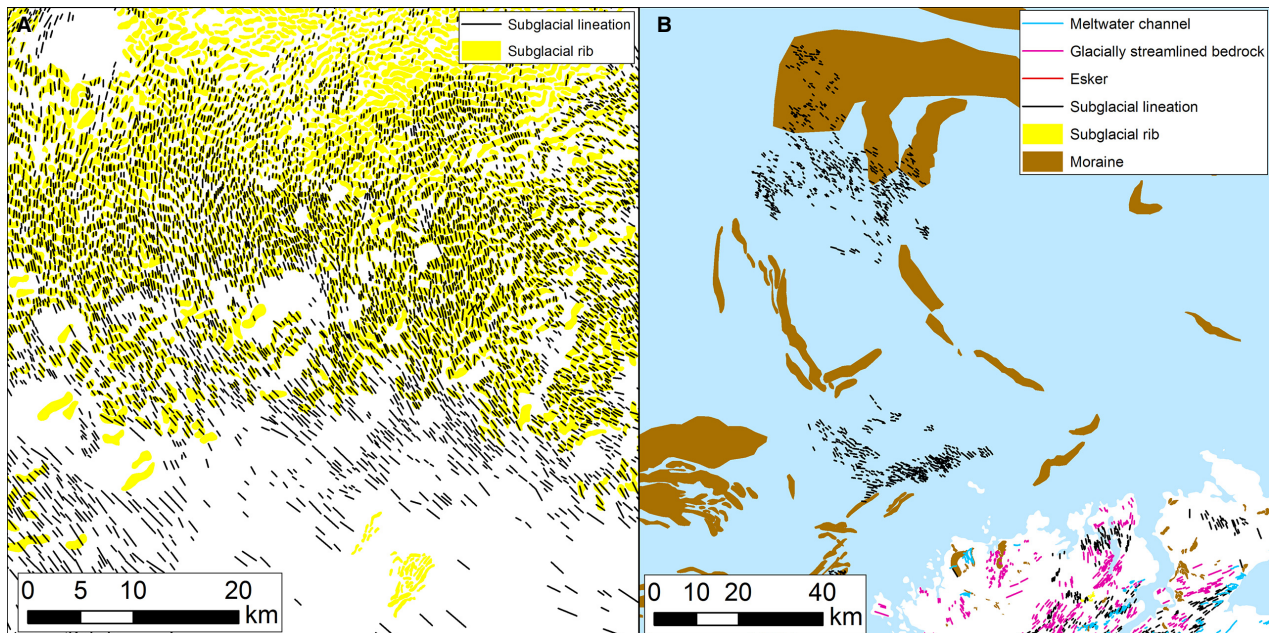 A
Subglacial lineation
Subglacial rib
0 5 10 20
km
B
Meltwater channel
Glacially streamlined bedrock
Esker
Subglacial lineation
Subglacial rib
Moraine
0 10 20 40
km